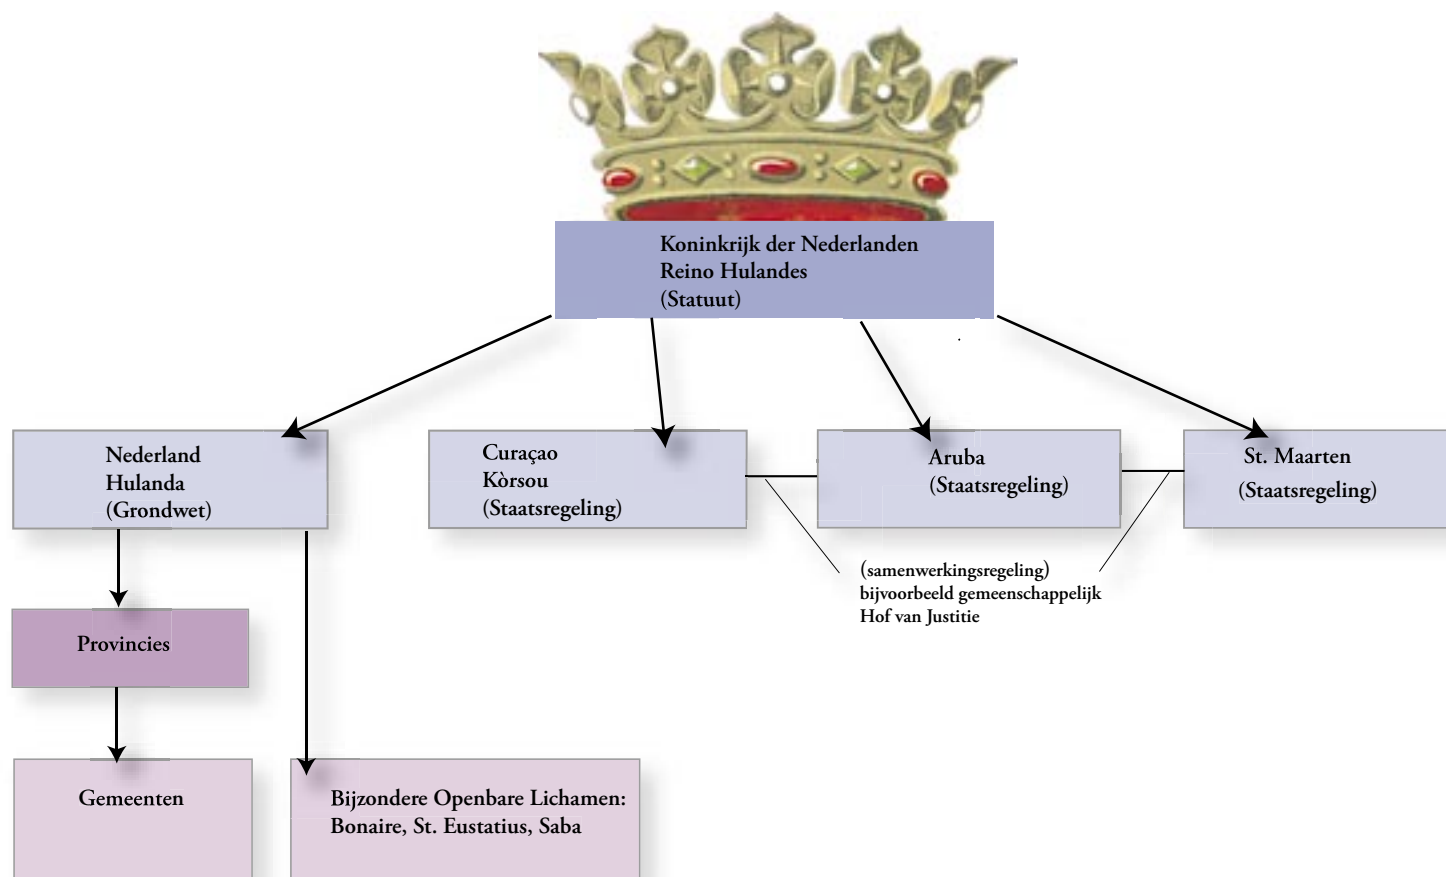 Koninkrijk der Nederlanden
Reino Hulandes
(Statuut)
Nederland
Hulanda
(Grondwet)
Curaçao
Kòrsou
(Staatsregeling)
Aruba
(Staatsregeling)
St. Maarten
(Staatsregeling)
(samenwerkingsregeling)
bijvoorbeeld gemeenschappelijk
Hof van Justitie
Provincies
Gemeenten
Bijzondere Openbare Lichamen:
Bonaire, St. Eustatius, Saba